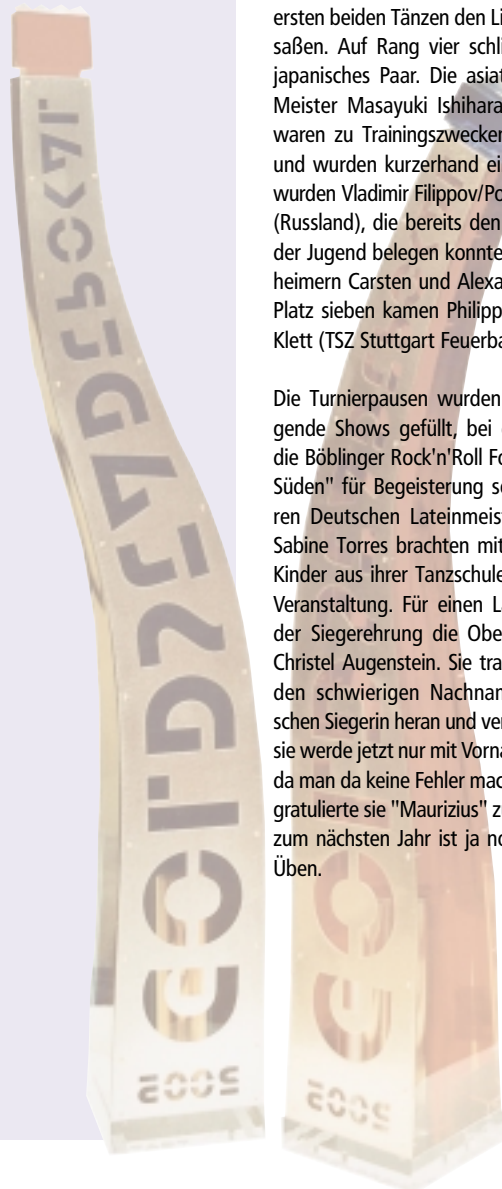 ersten beiden Tänzen den Li
saßen. Auf Rang vier schli
japanisches Paar. Die asiat
Meister Masayuki Ishihara
waren zu Trainingszwecken
und wurden kurzerhand ei
wurden Vladimir Filippov/Po
(Russland), die bereits den
der Jugend belegen konnte
heimern Carsten und Alexa
Platz sieben kamen Philipp
Klett (TSZ Stuttgart Feuerba
Die Turnierpausen wurden
gende Shows gefüllt, bei
die Böblinger Rock'n'Roll Fo
Süden" für Begeisterung so
ren Deutschen Lateinmeist
Sabine Torres brachten mit
Kinder aus ihrer Tanzschule
Veranstaltung. Für einen La
der Siegerehrung die Obe
Christel Augenstein. Sie tra
den schwierigen Nachnam
schen Siegerin heran und ver
sie werde jetzt nur mit Vorna
da man da keine Fehler mac
gratulierte sie "Maurizius" zu
zum nächsten Jahr ist ja no
Üben.